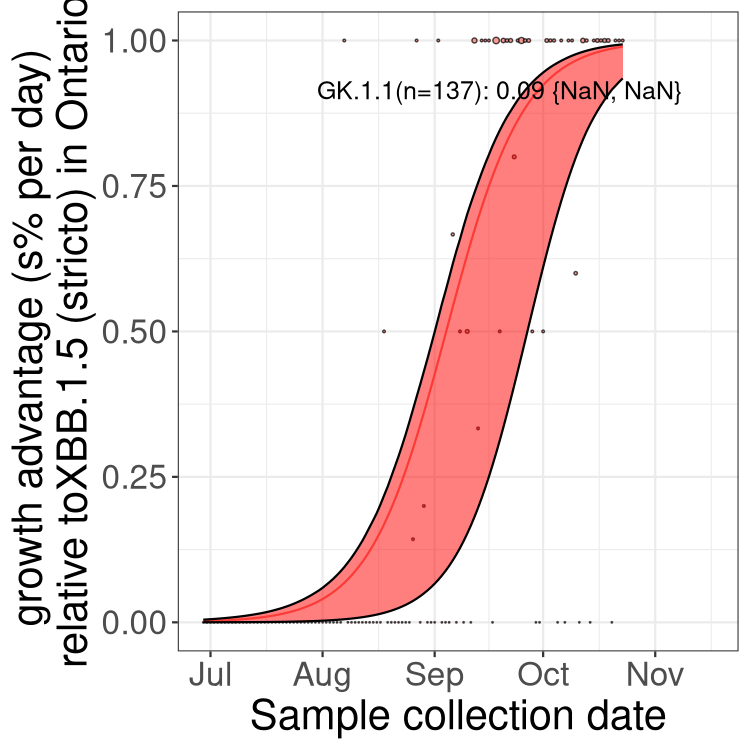 growth advantage (s% per day)
relative toXBB.1.5 (stricto) in Ontario
1.00
0.75
0.50
0.25
0.00
GK.1.1(n=137): 0.09 {NaN, NaN}
Jul Aug Sep Oct Nov
Sample collection date